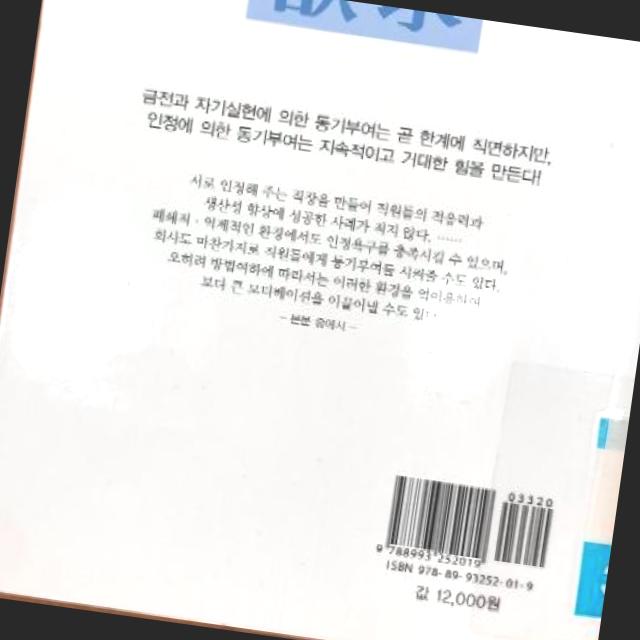 금전과 자기실현에 의한 동기부여는 곧 한계에 직면하지만,
인정에 의한 동기부여는 지속적이고 거대한 힘을 만든다!
서로 인정해 주는 직장을 만들어 직원들의 적응력과
생산성 향상에 성공한 사례가 적지 않다. ……
폐쇄적 · 억제적인 환경에서도 인정욕구를 충족시킬 수 있으며,
회사도 마찬가지로 직원들에게 동기부여를 시켜줄 수도 있다.
오히려 방법여하에 따라서는 이러한 환경을 역이용하여
보다 큰 모티베이션을 이끌어낼 수도
- 본문 중에서 -
03320
9 788993 252019
ISBN 978-89-93252-01-9
값 12,000원